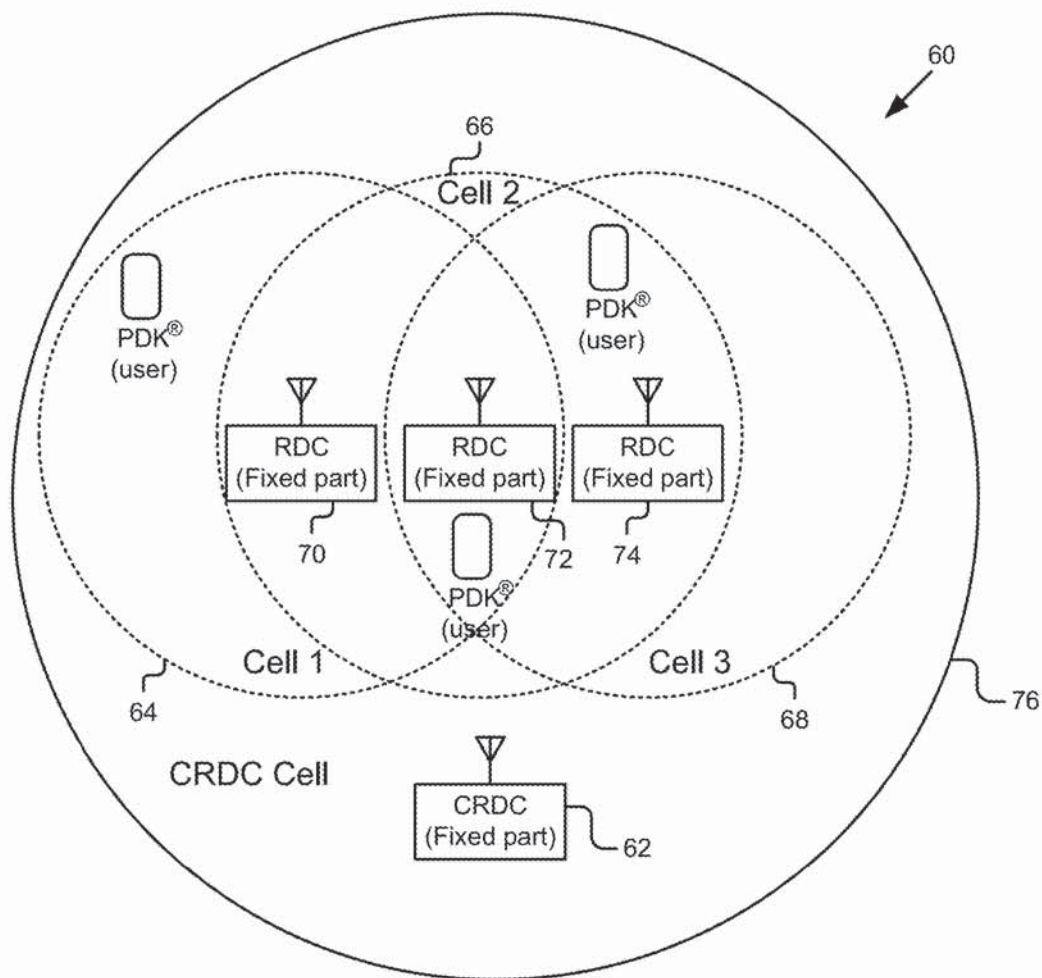 60
66
Cell 2
PDK®
(user)
PDK®
(user)
RDC
(Fixed part)
RDC
(Fixed part)
RDC
(Fixed part)
70
72
74
PDK®
(user)
Cell 1
Cell 3
64
68
76
CRDC Cell
CRDC
(Fixed part)
62